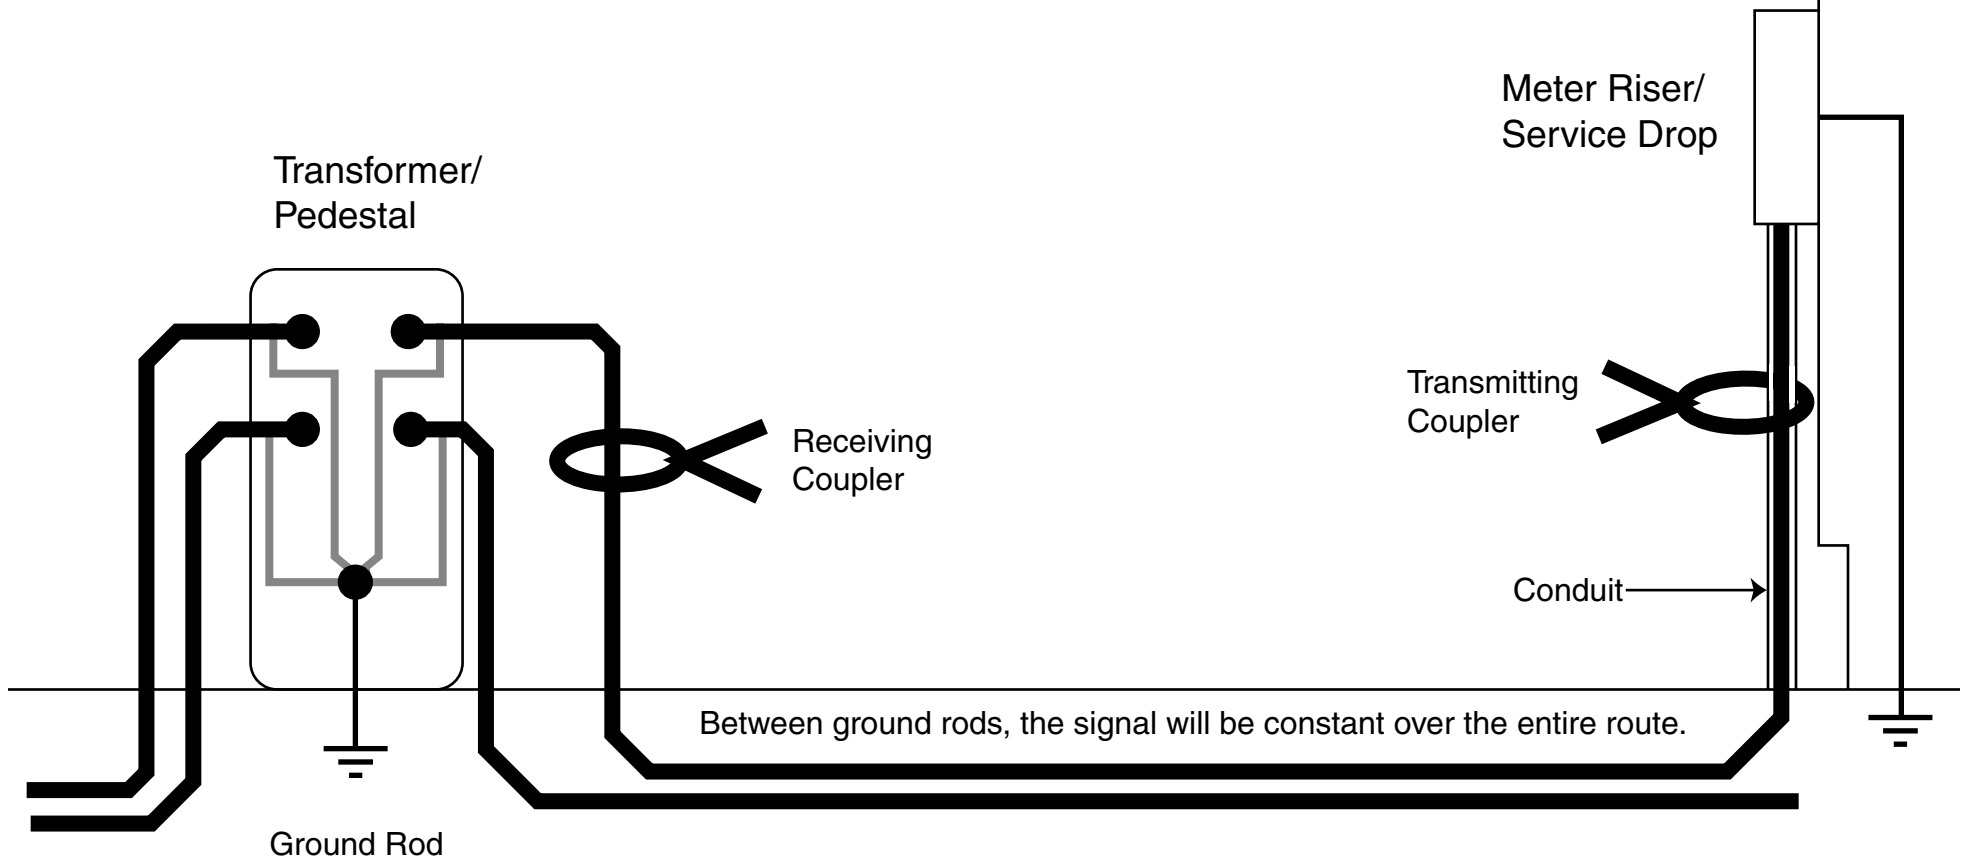 Meter Riser/
Service Drop
Transformer/
Pedestal
Transmitting
Coupler
Receiving
Coupler
Conduit
Between ground rods, the signal will be constant over the entire route.
Ground Rod